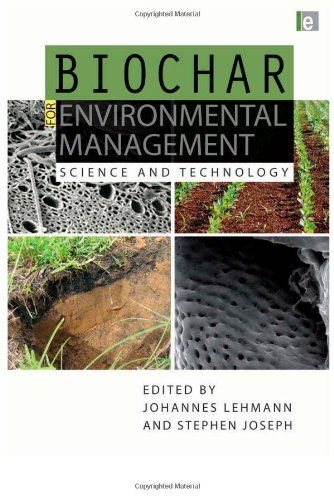 Copyrighted Material
e
BIOCHAR
FOR
ENVIRONMENTAL
MANAGEMENT
SCIENCE AND TECHNOLOGY
EDITED BY
JOHANNES LEHMANN
AND STEPHEN JOSEPH
Copyrighted Material